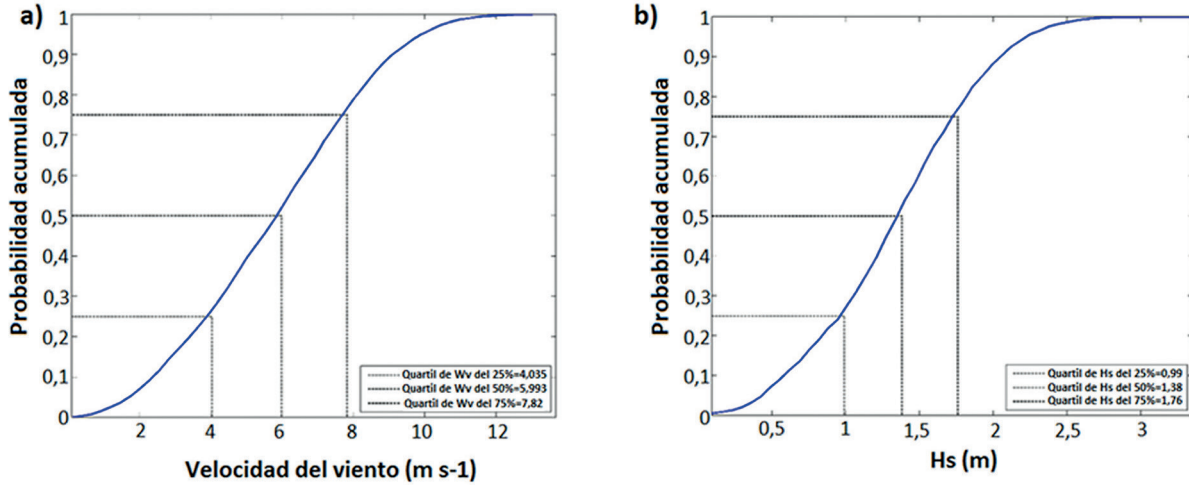 a)
Probabilidad acumulada
1
0,9
0,8
0,7
0,6
0,5
0,4
0,3
0,2
0,1
0
2
4
6
8
10
12
Quartil de Wv del 25%=4,035
Quartil de Wv del 50%=5,993
Quartil de Wv del 75%=7,82
Velocidad del viento (m s-1)
b)
Probabilidad acumulada
1
0,9
0,8
0,7
0,6
0,5
0,4
0,3
0,2
0,1
0
0,5
1
1,5
2
2,5
3
Quartil de Hs del 25%=0,99
Quartil de Hs del 50%=1,38
Quartil de Hs del 75%=1,76
Hs (m)